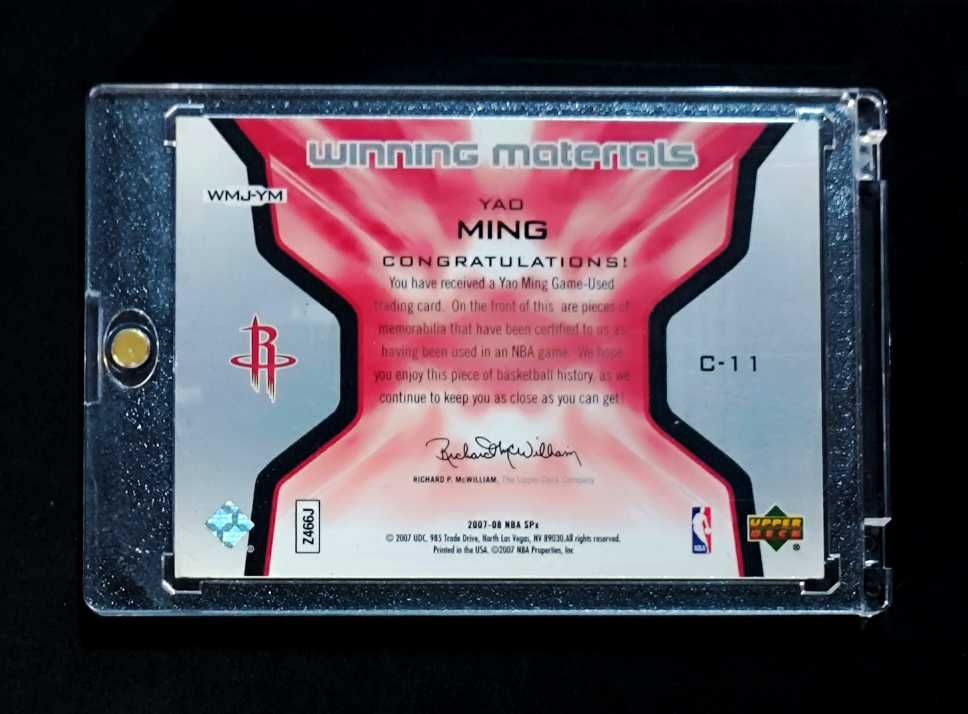 winning materials
WMJ-YM
YAO
MING
CONGRATULATIONS!
You have received a Yao Ming Game-Used
trading card. On the front of this are pieces of
memorabilia that have been certified to us as
having been used in an NBA game. We hope
you enjoy this piece of basketball history, as we
continue to keep you as close as you can get!
R
C-11
Richard P. McWilliam
RICHARD P. McWILLIAM, The Upper Deck Company
Z466J
2007-08 NBA SPx
© 2007 UDC. 985 Trade Drive, North Las Vegas, NV 89030. All rights reserved.
Printed in the USA. ©2007 NBA Properties, Inc
®
NBA
UPPER
DECK
®